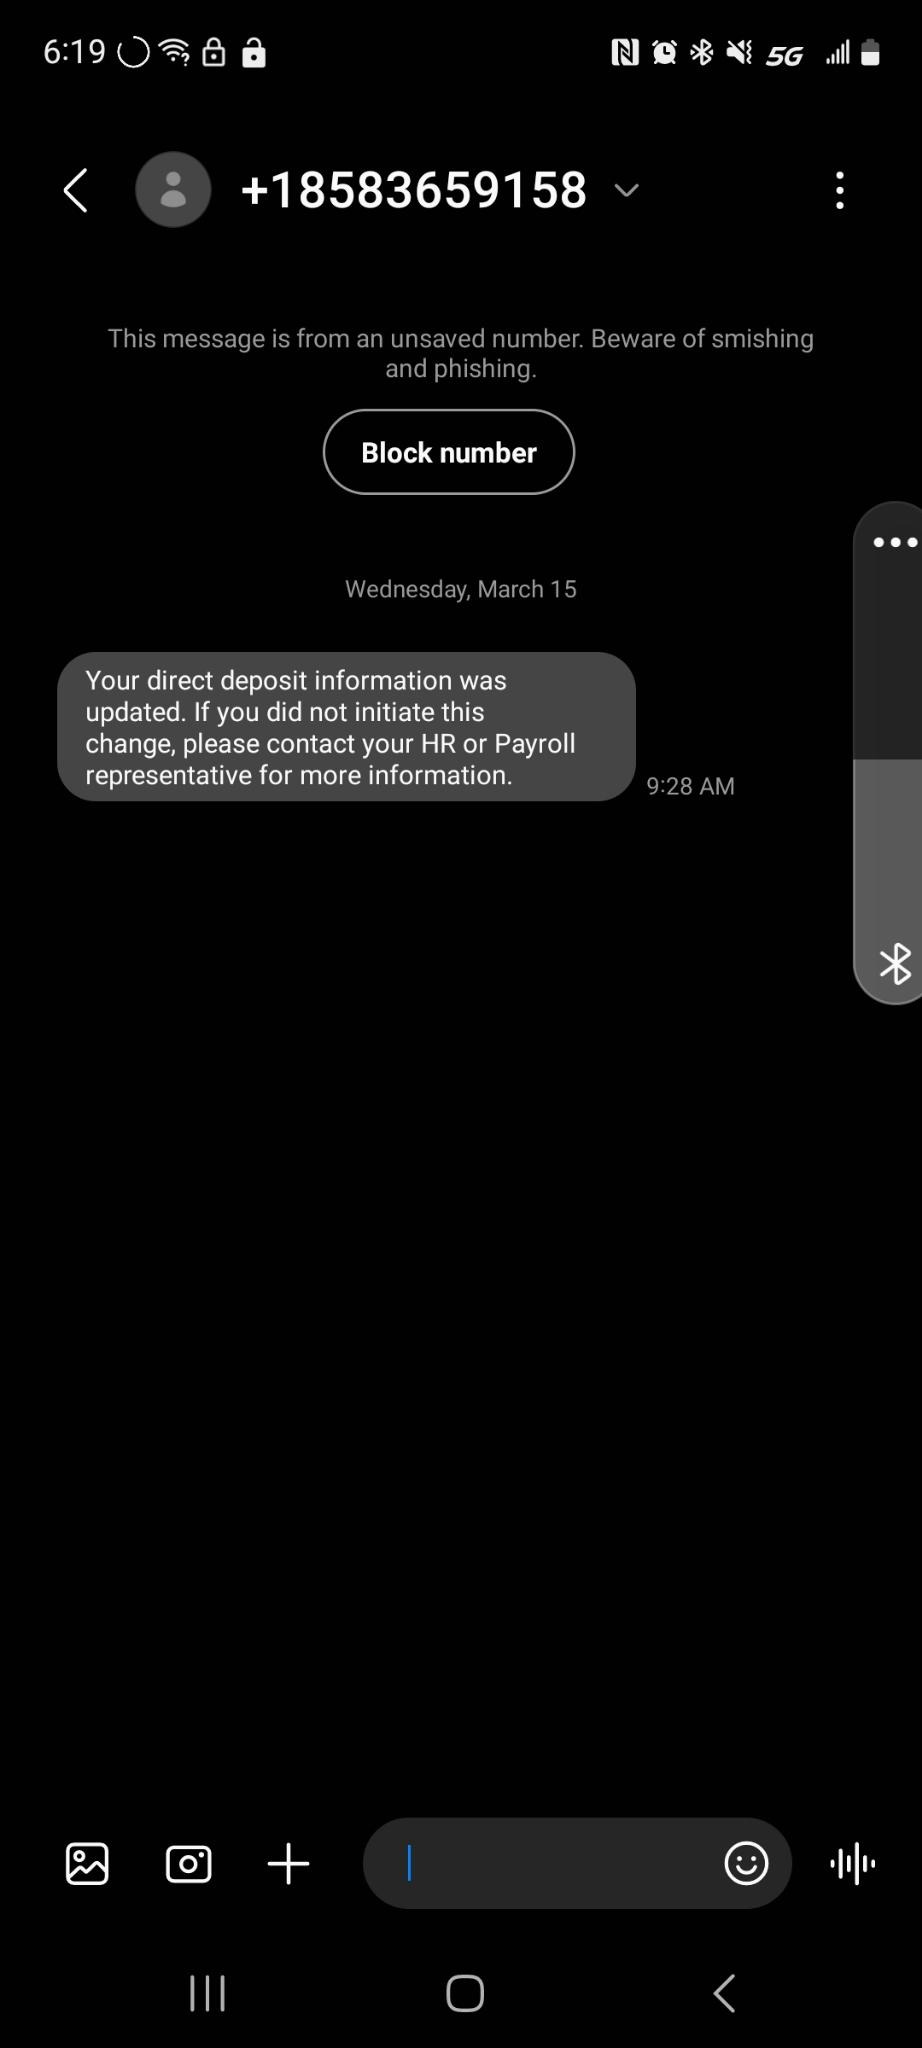 6:19
5G
+18583659158
This message is from an unsaved number. Beware of smishing
and phishing.
Block number
Wednesday, March 15
Your direct deposit information was
updated. If you did not initiate this
change, please contact your HR or Payroll
representative for more information.
9:28 AM